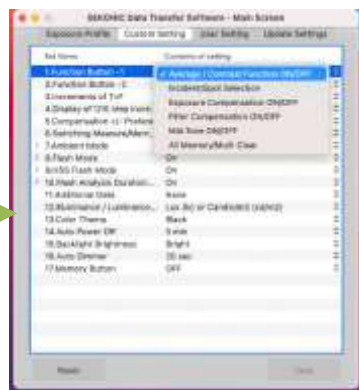 SEKONIC Data Transfer Software - Main Screen
Exposure Profile Custom Setting User Setting Update Settings
Set Items Contents of setting
1.Function Button -1 ✓ Average / Contrast Function ON/OFF
2.Function Button -2 Incident/Spot Selection
3.Increments of T+F Exposure Compensation ON/OFF
4.Display of 1/10 step Filter Compensation ON/OFF
5.Compensation +/- Mid Tone ON/OFF
6.Switching Measure/Mem... All Memory/Multi Clear
7.Ambient Mode On
8.Flash Mode On
9.HSS Flash Mode On
10.Flash Analysis Duration... On
11.Additional Data None
12.Illuminance / Luminance... Lux (lx) or Candela/m2 (cd/m2)
13.Color Theme Black
14.Auto Power Off 5 min
15.Backlight Brightness Bright
16.Auto Dimmer 20 sec
17.Memory Button OFF
Reset